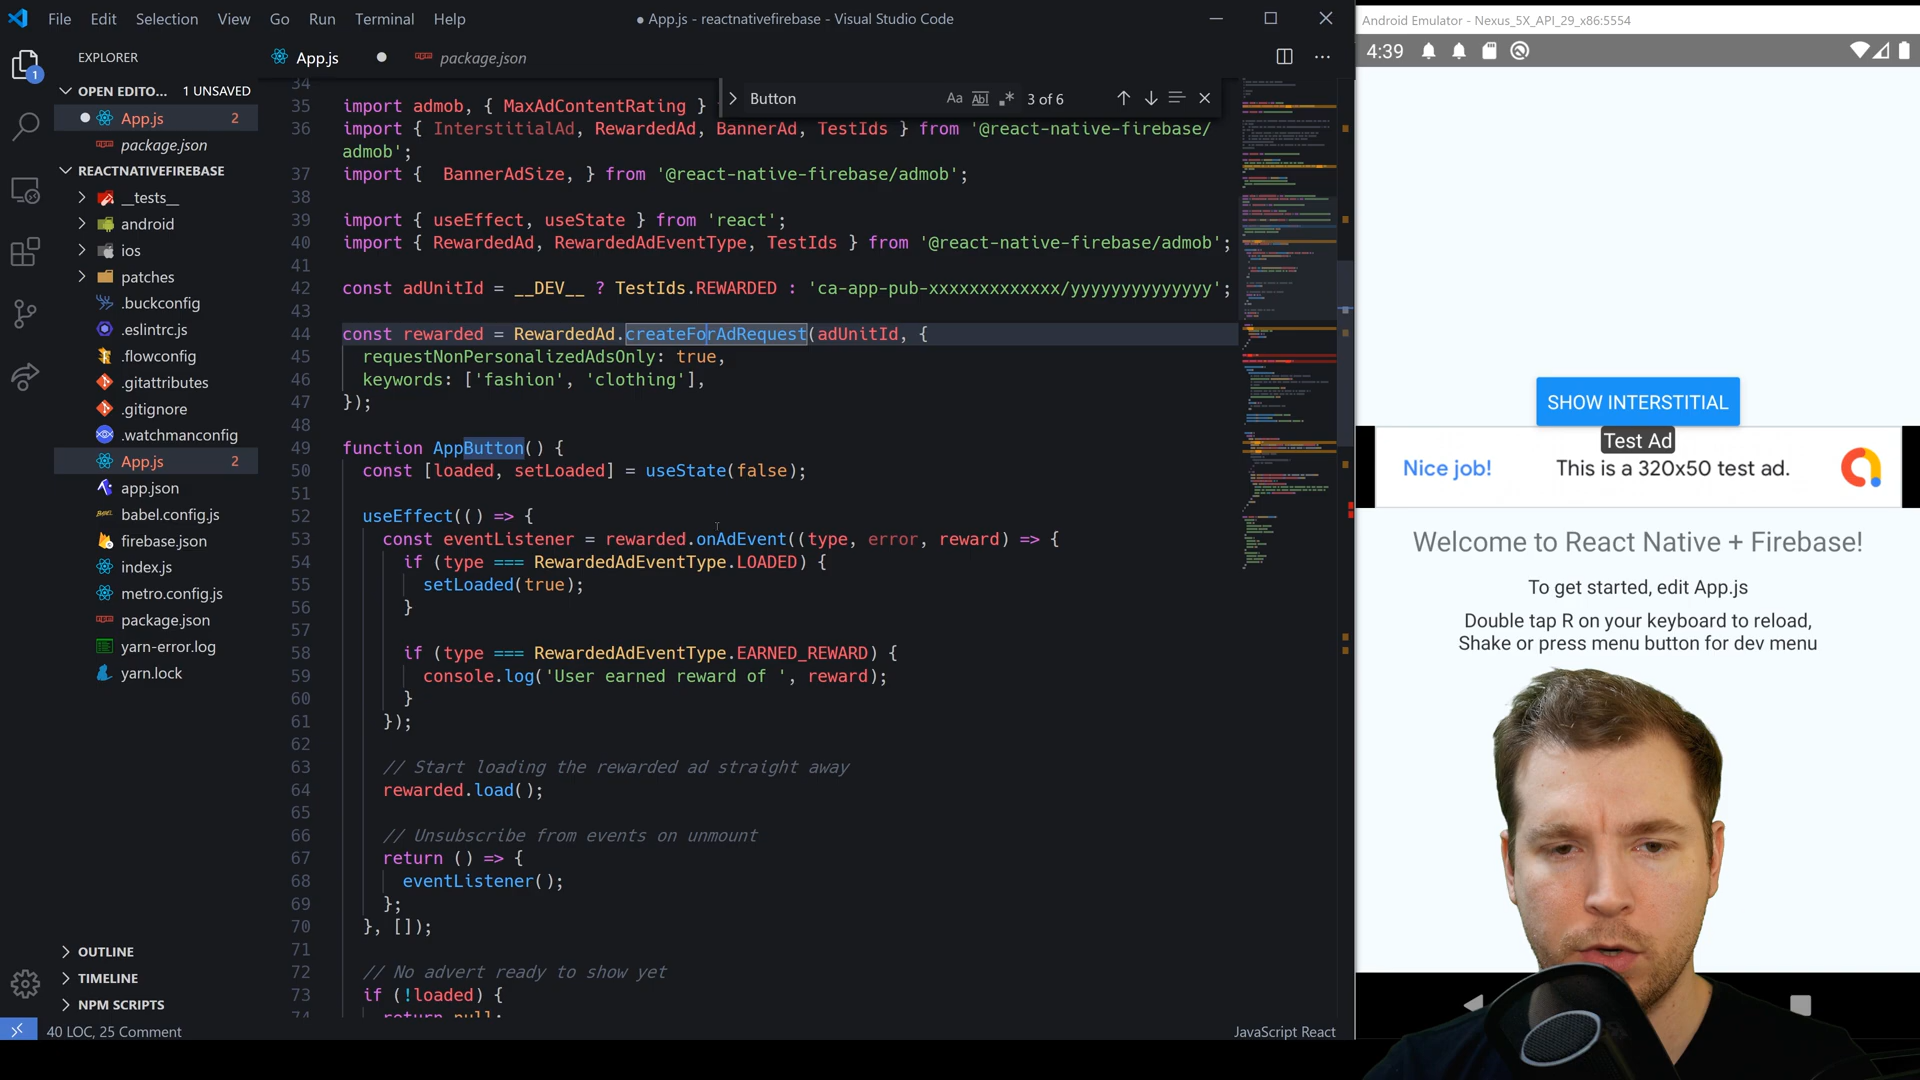 File Edit Selection View Go Run Terminal Help
● App.js - reactnativefirebase - Visual Studio Code
Android Emulator - Nexus_5X_API_29_x86:5554
EXPLORER
App.js
package.json
4:39
OPEN EDITO... 1 UNSAVED
App.js 2
package.json
REACTNATIVEFIREBASE
__tests__
android
ios
patches
.buckconfig
.eslintrc.js
.flowconfig
.gitattributes
.gitignore
.watchmanconfig
App.js 2
app.json
babel.config.js
firebase.json
index.js
metro.config.js
package.json
yarn-error.log
yarn.lock
OUTLINE
TIMELINE
NPM SCRIPTS
1
Button Aa Abl 3 of 6
34
35 import admob, { MaxAdContentRating }
36 import { InterstitialAd, RewardedAd, BannerAd, TestIds } from '@react-native-firebase/
admob';
37 import {  BannerAdSize, } from '@react-native-firebase/admob';
38
39 import { useEffect, useState } from 'react';
40 import { RewardedAd, RewardedAdEventType, TestIds } from '@react-native-firebase/admob';
41
42 const adUnitId = __DEV__ ? TestIds.REWARDED : 'ca-app-pub-xxxxxxxxxxxxx/yyyyyyyyyyyyyy';
43
44 const rewarded = RewardedAd.createForAdRequest(adUnitId, {
45 requestNonPersonalizedAdsOnly: true,
46 keywords: ['fashion', 'clothing'],
47 });
48
49 function AppButton() {
50 const [loaded, setLoaded] = useState(false);
51
52 useEffect(() => {
53 const eventListener = rewarded.onAdEvent((type, error, reward) => {
54 if (type === RewardedAdEventType.LOADED) {
55 setLoaded(true);
56 }
57
58 if (type === RewardedAdEventType.EARNED_REWARD) {
59 console.log('User earned reward of ', reward);
60 }
61 });
62
63 // Start loading the rewarded ad straight away
64 rewarded.load();
65
66 // Unsubscribe from events on unmount
67 return () => {
68 eventListener();
69 };
70 }, []);
71
72 // No advert ready to show yet
73 if (!loaded) {
74 return null;
SHOW INTERSTITIAL
Test Ad
Nice job! This is a 320x50 test ad.
Welcome to React Native + Firebase!
To get started, edit App.js
Double tap R on your keyboard to reload,
Shake or press menu button for dev menu
40 LOC, 25 Comment
JavaScript React